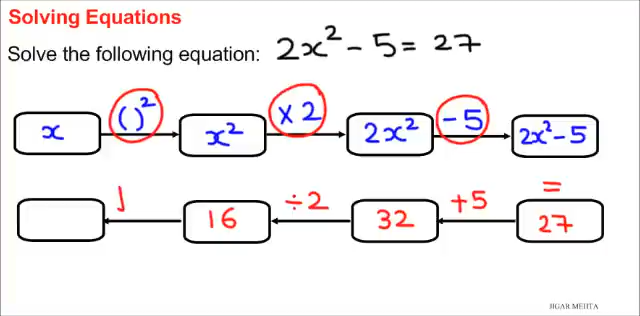 Solving Equations
Solve the following equation: 2x² - 5 = 27
x ()² x² × 2 2x² - 5 2x² - 5
16 ÷2 32 +5 = 27
JIGAR MEHTA